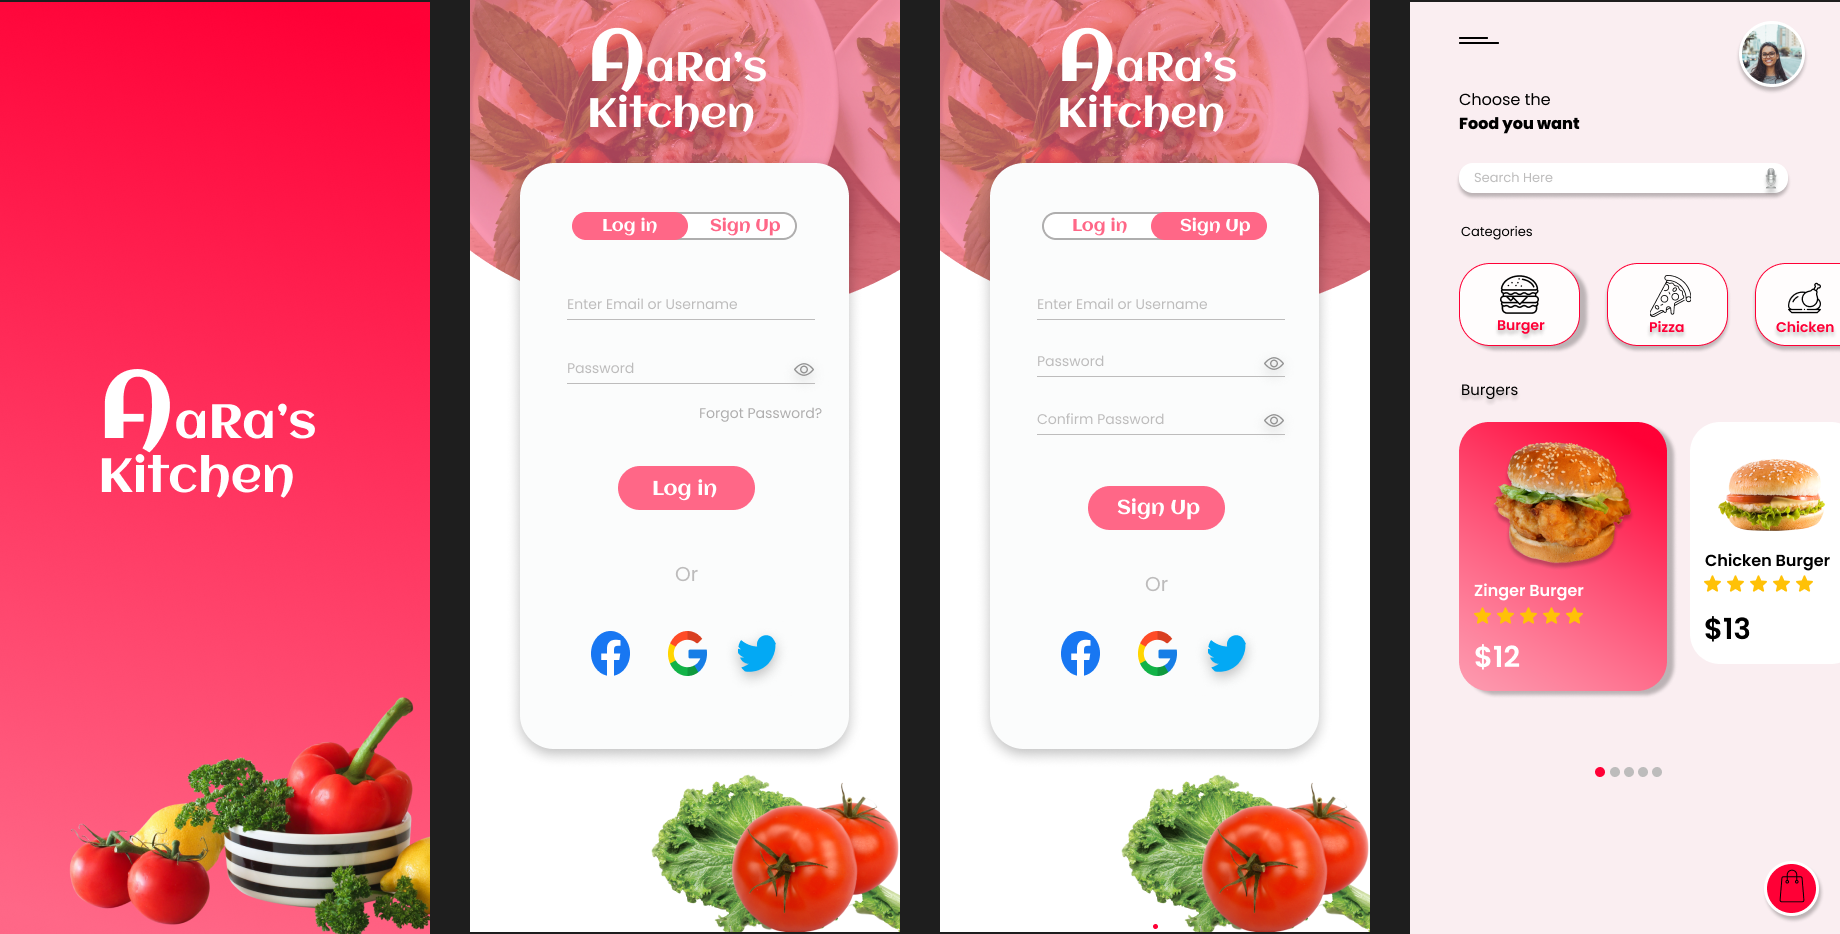 AaRa's
Kitchen
AaRa's
Kitchen
Log in
Sign Up
Enter Email or Username
Password
Forgot Password?
Log in
Or
AaRa's
Kitchen
Log in
Sign Up
Enter Email or Username
Password
Confirm Password
Sign Up
Or
Choose the
Food you want
Search Here
Categories
Burger
Pizza
Chicken
Burgers
Zinger Burger
$12
Chicken Burger
$13